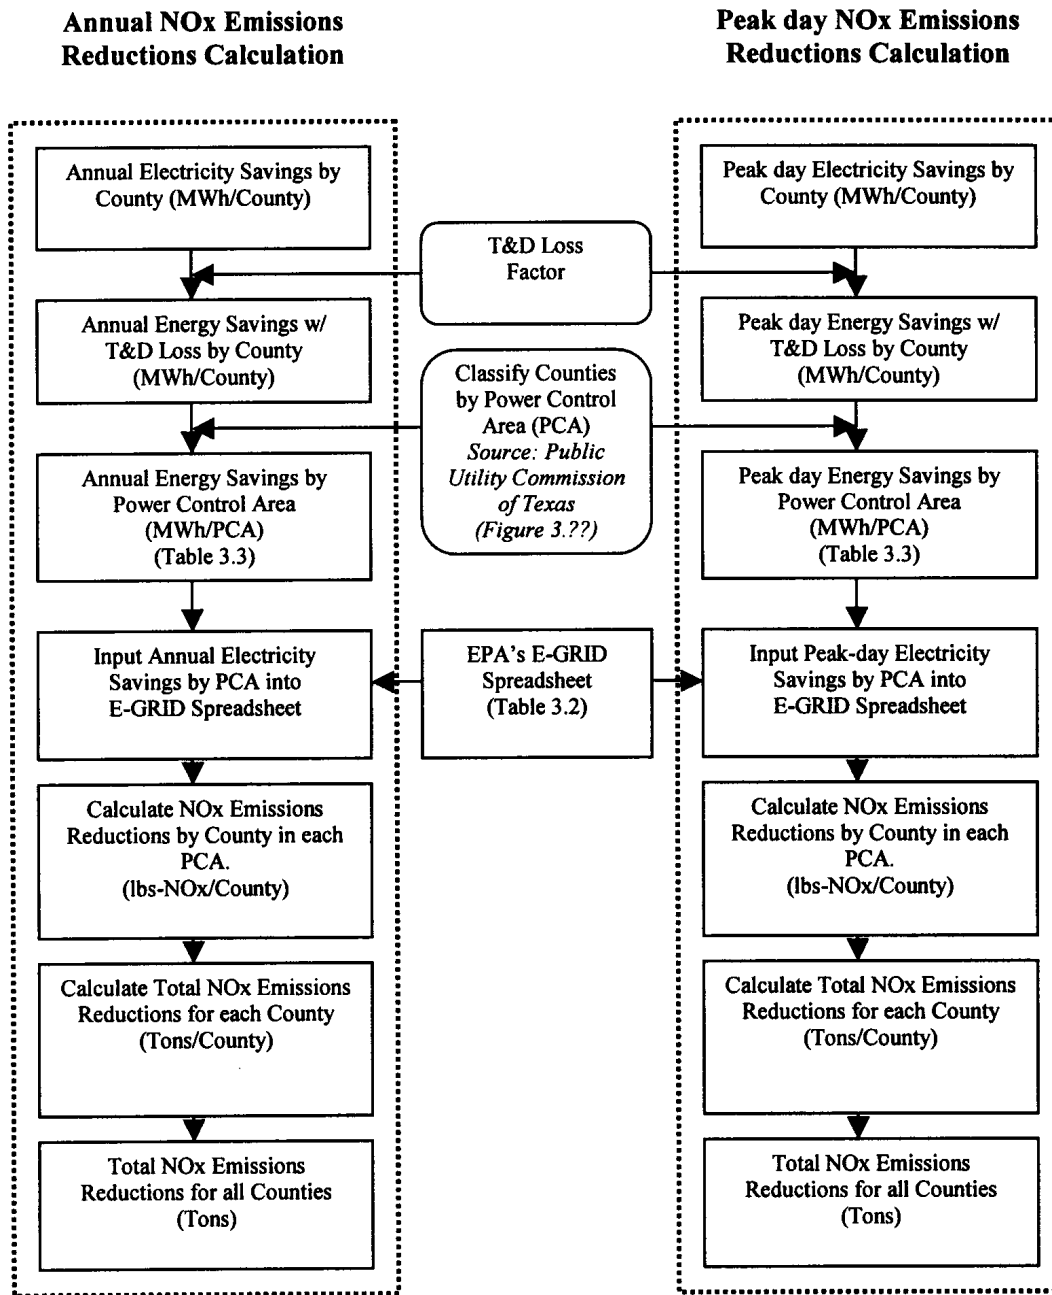 Annual NOx Emissions
Reductions Calculation
Peak day NOx Emissions
Reductions Calculation
Annual Electricity Savings by
County (MWh/County)
Annual Energy Savings w/
T&D Loss by County
(MWh/County)
Annual Energy Savings by
Power Control Area
(MWh/PCA)
(Table 3.3)
Input Annual Electricity
Savings by PCA into
E-GRID Spreadsheet
Calculate NOx Emissions
Reductions by County in each
PCA.
(lbs-NOx/County)
Calculate Total NOx Emissions
Reductions for each County
(Tons/County)
Total NOx Emissions
Reductions for all Counties
(Tons)
T&D Loss
Factor
Classify Counties
by Power Control
Area (PCA)
Source: Public
Utility Commission
of Texas
(Figure 3.??)
EPA's E-GRID
Spreadsheet
(Table 3.2)
Peak day Electricity Savings by
County (MWh/County)
Peak day Energy Savings w/
T&D Loss by County
(MWh/County)
Peak day Energy Savings by
Power Control Area
(MWh/PCA)
(Table 3.3)
Input Peak-day Electricity
Savings by PCA into
E-GRID Spreadsheet
Calculate NOx Emissions
Reductions by County in each
PCA.
(lbs-NOx/County)
Calculate Total NOx Emissions
Reductions for each County
(Tons/County)
Total NOx Emissions
Reductions for all Counties
(Tons)